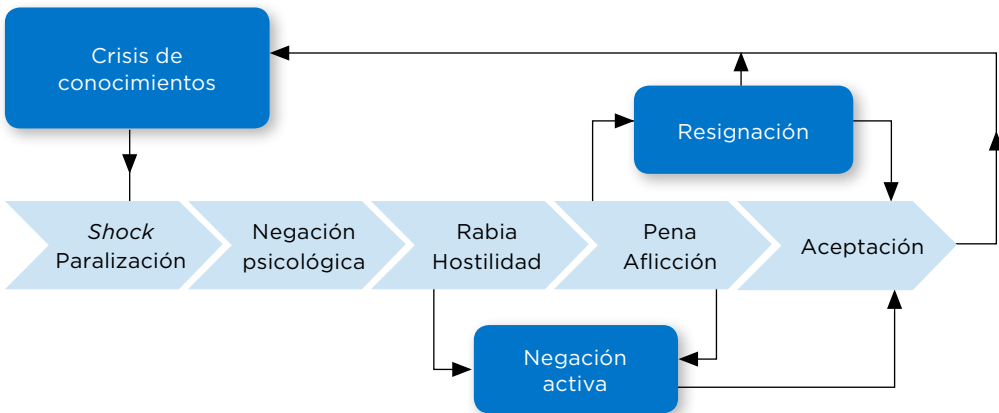 Crisis de
conocimientos
Resignación
Shock
Paralización
Negación
psicológica
Rabia
Hostilidad
Pena
Aflicción
Aceptación
Negación
activa